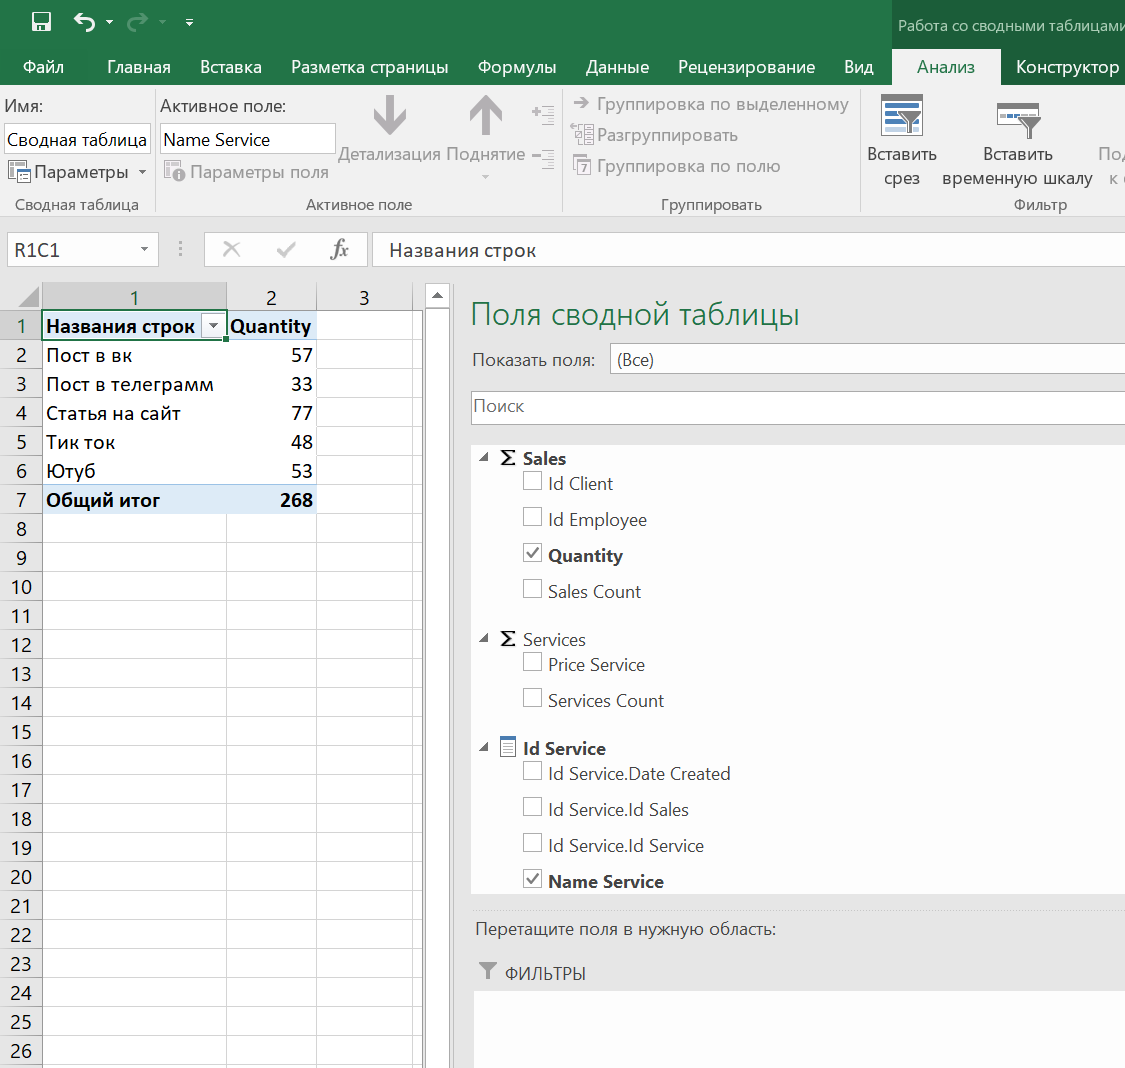 Работа со сводными таблицами
Файл Главная Вставка Разметка страницы Формулы Данные Рецензирование Вид Анализ Конструктор
Имя:
Сводная таблица
Параметры
Сводная таблица
Активное поле:
Name Service
Параметры поля
Детализация Поднятие
Активное поле
Группировка по выделенному
Разгруппировать
7 Группировка по полю
Группировать
Вставить
срез
Вставить
временную шкалу
к
Фильтр
R1C1 fx Названия строк
1 2 3
1 Названия строк Quantity
2 Пост в вк 57
3 Пост в телеграмм 33
4 Статья на сайт 77
5 Тик ток 48
6 Ютуб 53
7 Общий итог 268
8
9
10
11
12
13
14
15
16
17
18
19
20
21
22
23
24
25
26
Поля сводной таблицы
Показать поля: (Все)
Поиск
Σ Sales
Id Client
Id Employee
Quantity
Sales Count
Σ Services
Price Service
Services Count
Id Service
Id Service.Date Created
Id Service.Id Sales
Id Service.Id Service
Name Service
Перетащите поля в нужную область:
ФИЛЬТРЫ